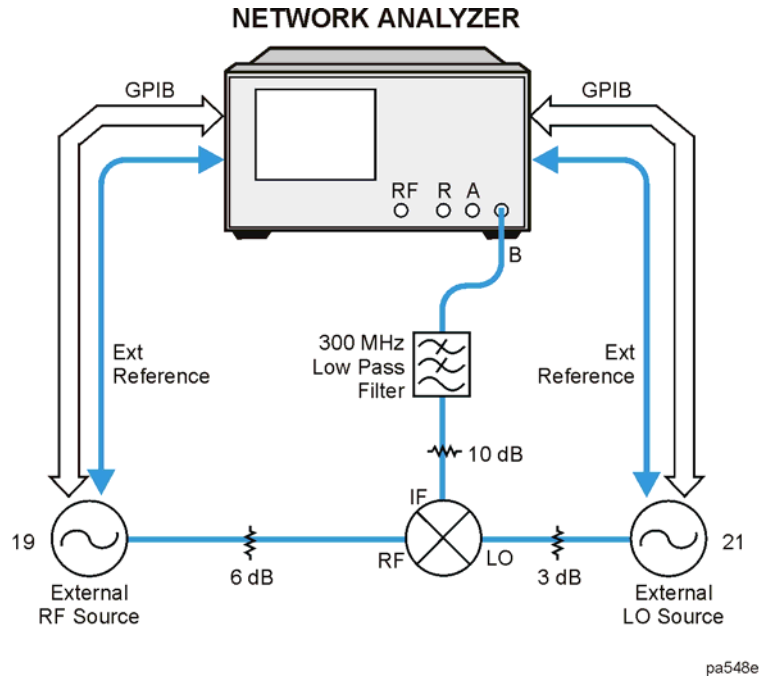 NETWORK ANALYZER
GPIB
GPIB
RF
R
A
B
300 MHz
Low Pass
Filter
Ext
Reference
Ext
Reference
10 dB
IF
RF
LO
19
21
6 dB
3 dB
External
RF Source
External
LO Source
pa548e